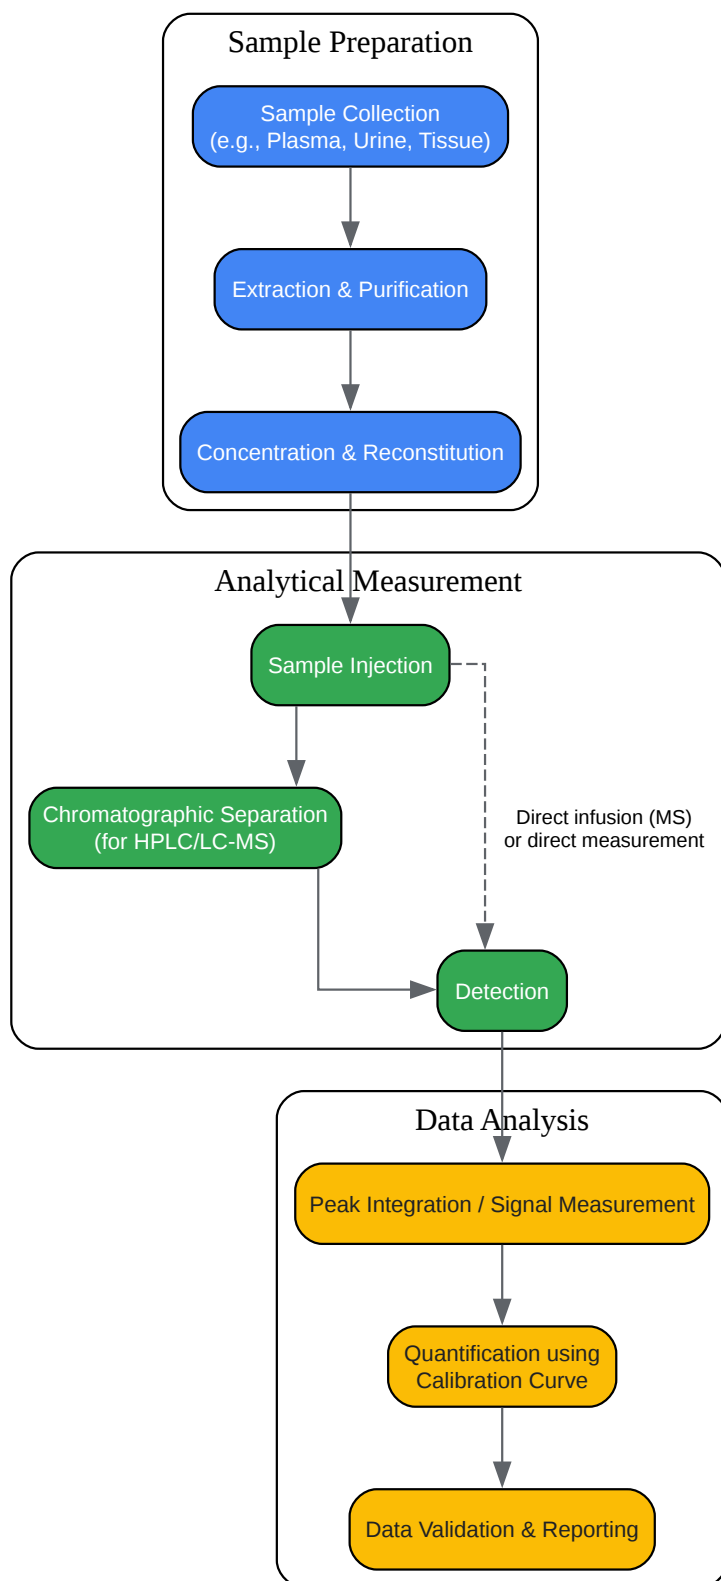 Sample Preparation
Sample Collection
(e.g., Plasma, Urine, Tissue)
Extraction & Purification
Concentration & Reconstitution
Analytical Measurement
Sample Injection
Chromatographic Separation
(for HPLC/LC-MS)
Direct infusion (MS)
or direct measurement
Detection
Data Analysis
Peak Integration / Signal Measurement
Quantification using
Calibration Curve
Data Validation & Reporting